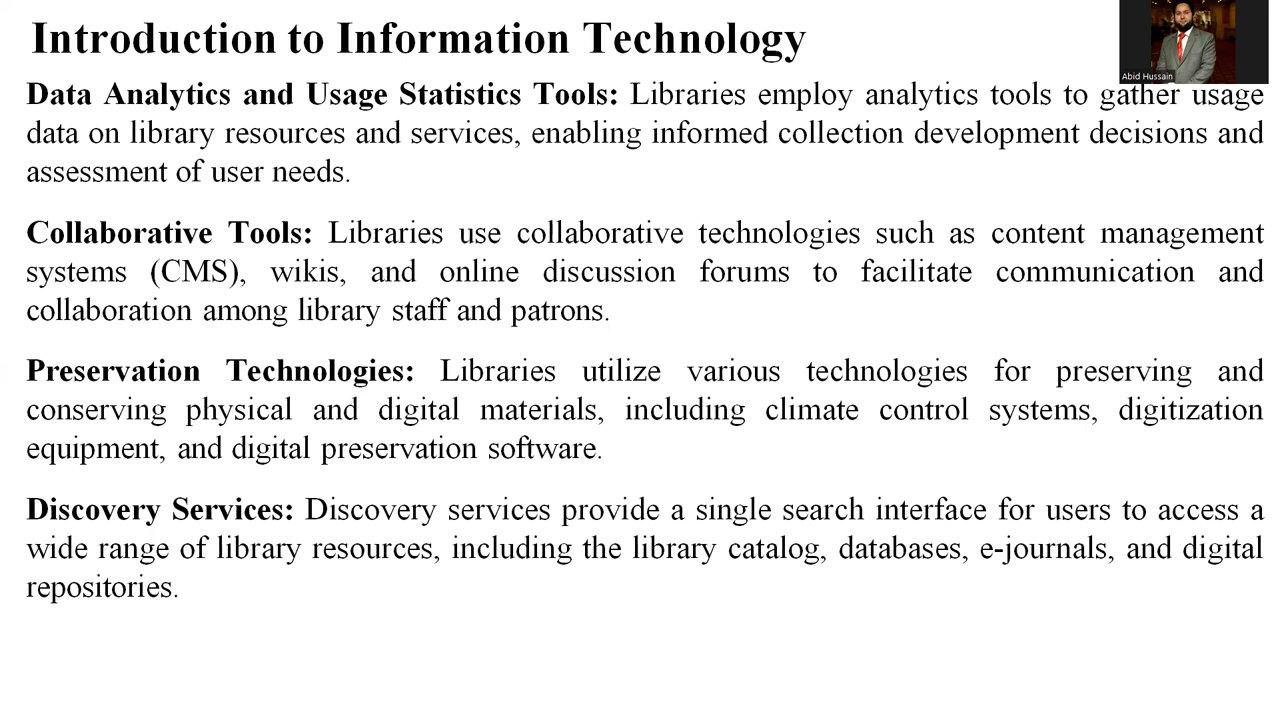 Introduction to Information Technology
Abid Hussain
Data Analytics and Usage Statistics Tools: Libraries employ analytics tools to gather usage
data on library resources and services, enabling informed collection development decisions and
assessment of user needs.
Collaborative Tools: Libraries use collaborative technologies such as content management
systems (CMS), wikis, and online discussion forums to facilitate communication and
collaboration among library staff and patrons.
Preservation Technologies: Libraries utilize various technologies for preserving and
conserving physical and digital materials, including climate control systems, digitization
equipment, and digital preservation software.
Discovery Services: Discovery services provide a single search interface for users to access a
wide range of library resources, including the library catalog, databases, e-journals, and digital
repositories.